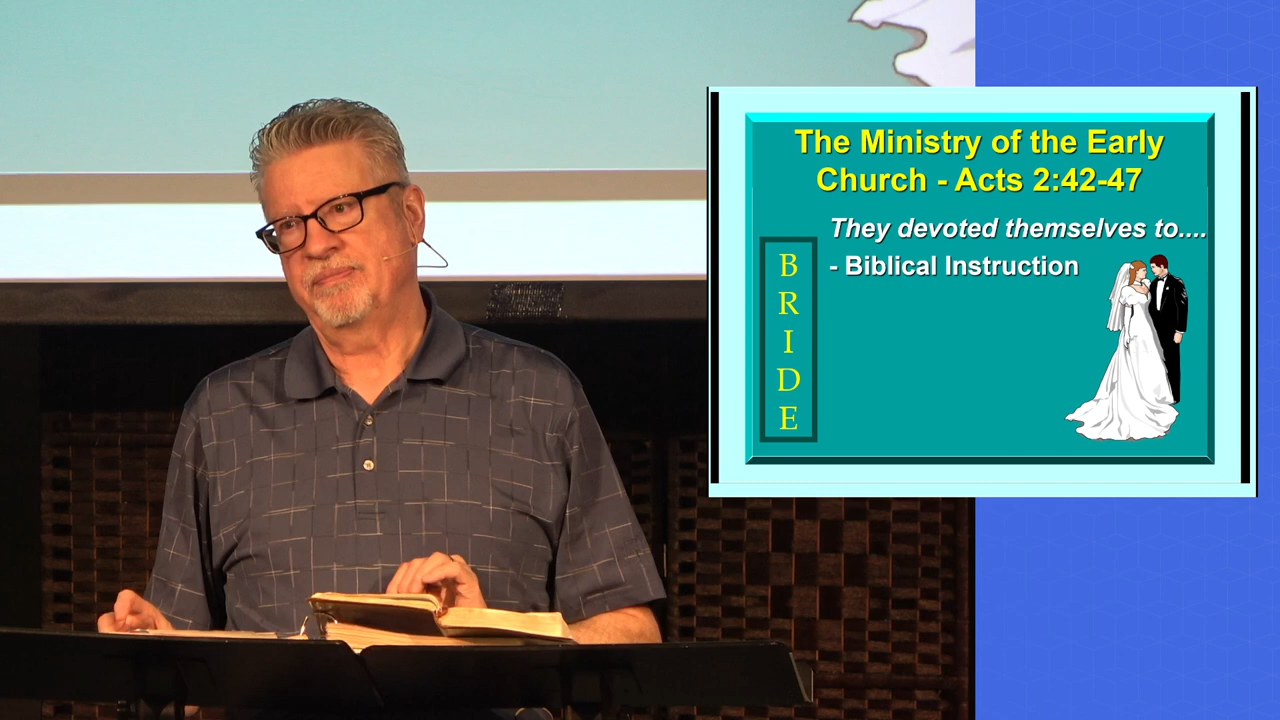 The Ministry of the Early
Church - Acts 2:42-47
They devoted themselves to....
- Biblical Instruction
B
R
I
D
E